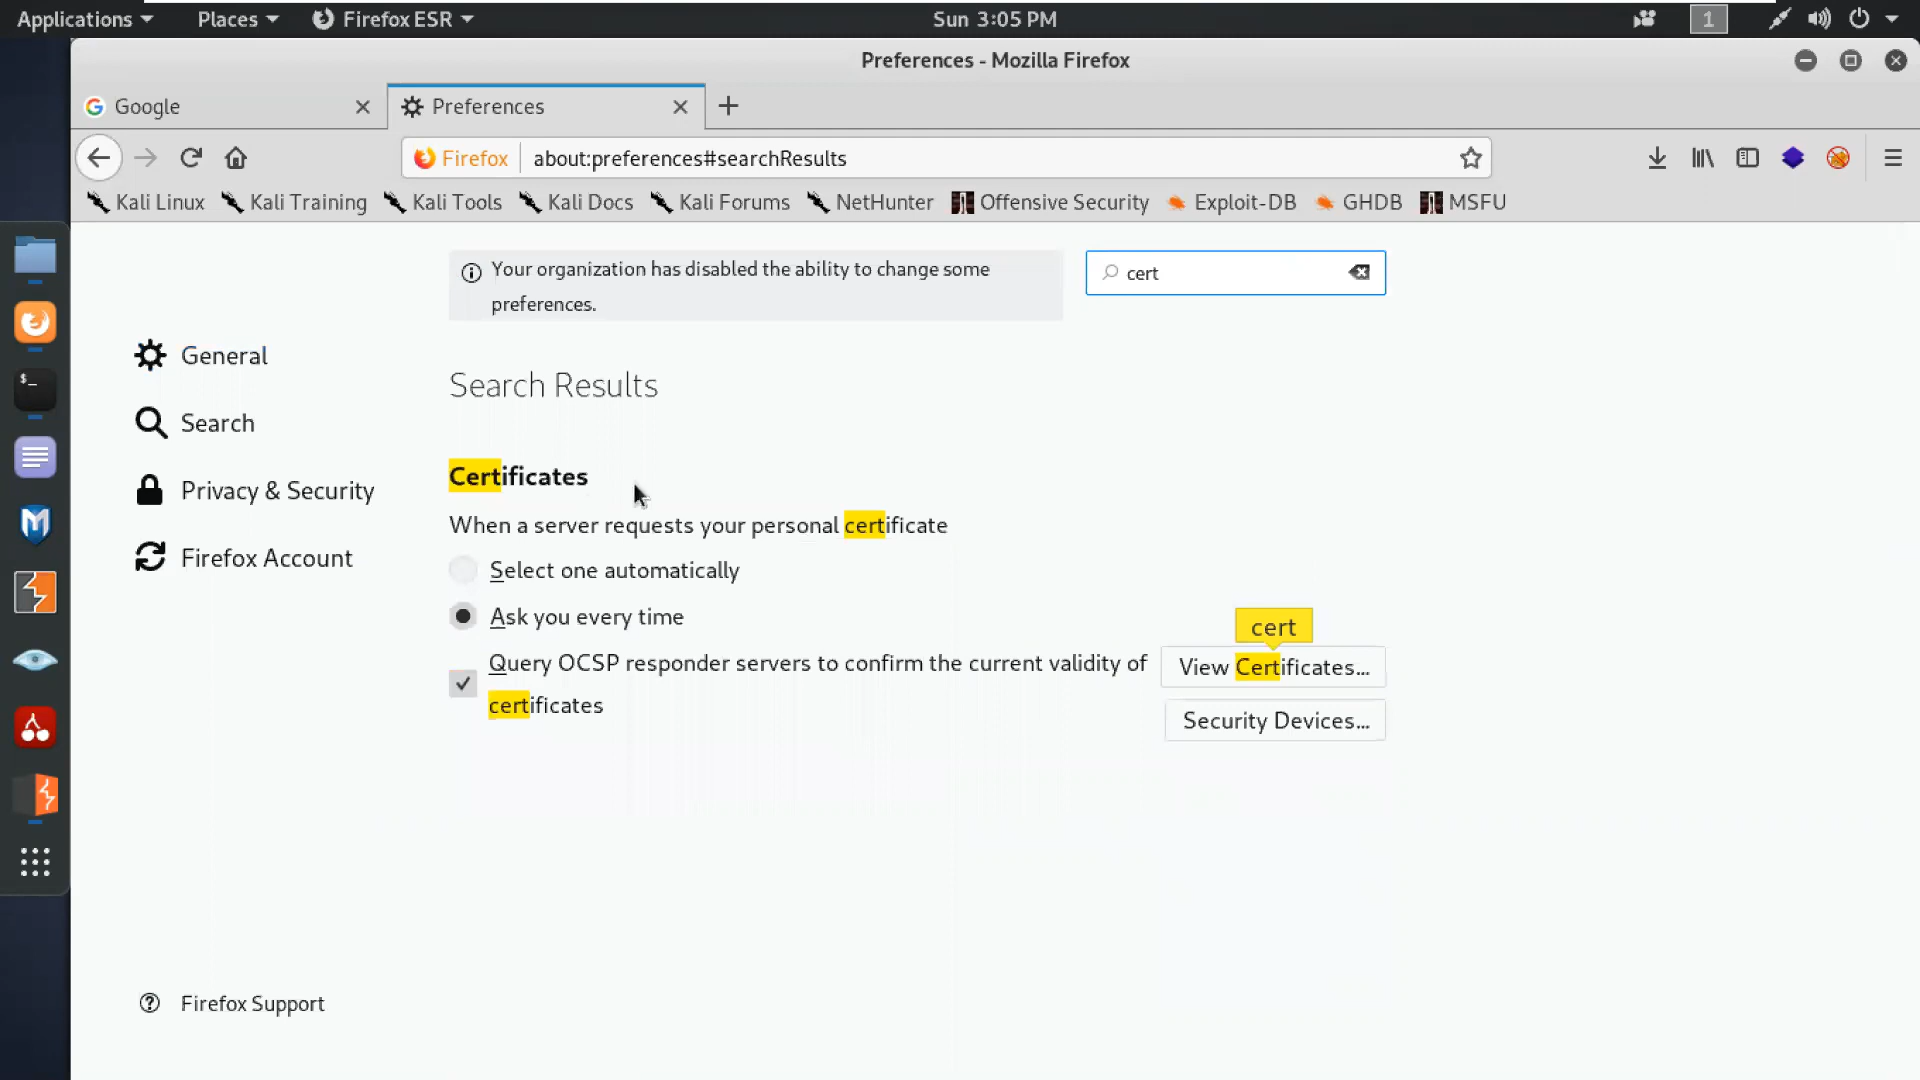 Applications Places Firefox ESR Sun 3:05 PM 1
Preferences - Mozilla Firefox
Google Preferences
Firefox about:preferences#searchResults
Kali Linux Kali Training Kali Tools Kali Docs Kali Forums NetHunter Offensive Security Exploit-DB GHDB MSFU
Your organization has disabled the ability to change some
preferences.
cert
General
Search
Privacy & Security
Firefox Account
Search Results
Certificates
When a server requests your personal certificate
Select one automatically
Ask you every time
Query OCSP responder servers to confirm the current validity of
certificates
cert
View Certificates...
Security Devices...
Firefox Support